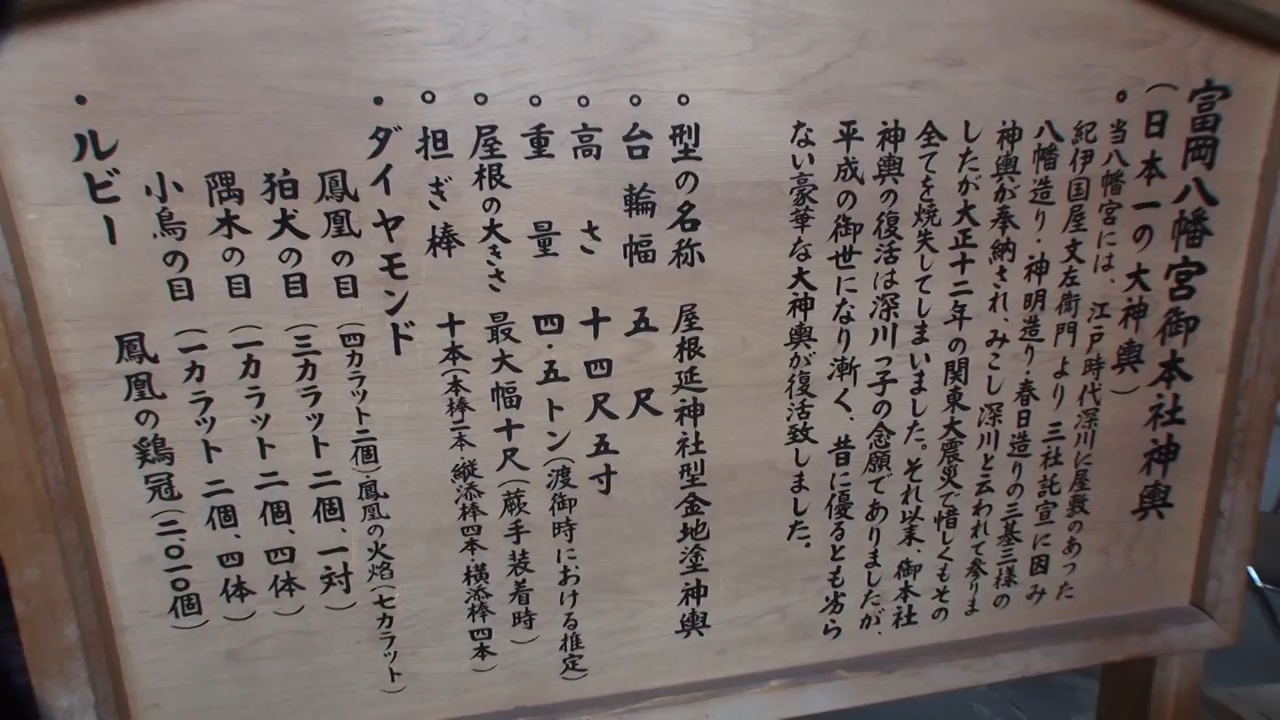 富岡八幡宮御本社神輿
（日本一の大神輿）
。当八幡宮には、江戸時代深川に屋敷のあった
紀伊国屋文左衛門より三社託宣に因み
八幡造り・神明造り・春日造りの三基三様の
神輿が奉納され、みこし深川と云われて参りま
したが大正十二年の関東大震災で惜しくもその
全てを焼失してしまいました。それ以来、御本社
神輿の復活は深川っ子の念願でありましたが、
平成の御世になり漸く、昔に優るとも劣ら
ない豪華な大神輿が復活致しました。
。型の名称 屋根延神社型金地塗神輿
。台輪幅 五尺
。高さ 十四尺五寸
。重量 四・五トン（渡御時における推定）
。屋根の大きさ 最大幅十尺（蕨手装着時）
。担ぎ棒 十本（本棒二本・縦添棒四本・横添棒四本）
・ダイヤモンド
鳳凰の目（四カラット二個）・鳳凰の火焔（七カラット）
狛犬の目（三カラット二個、一対）
隅木の目（一カラット二個、四体）
小鳥の目（一カラット二個、四体）
・ルビー 鳳凰の鶏冠（二、〇一〇個）